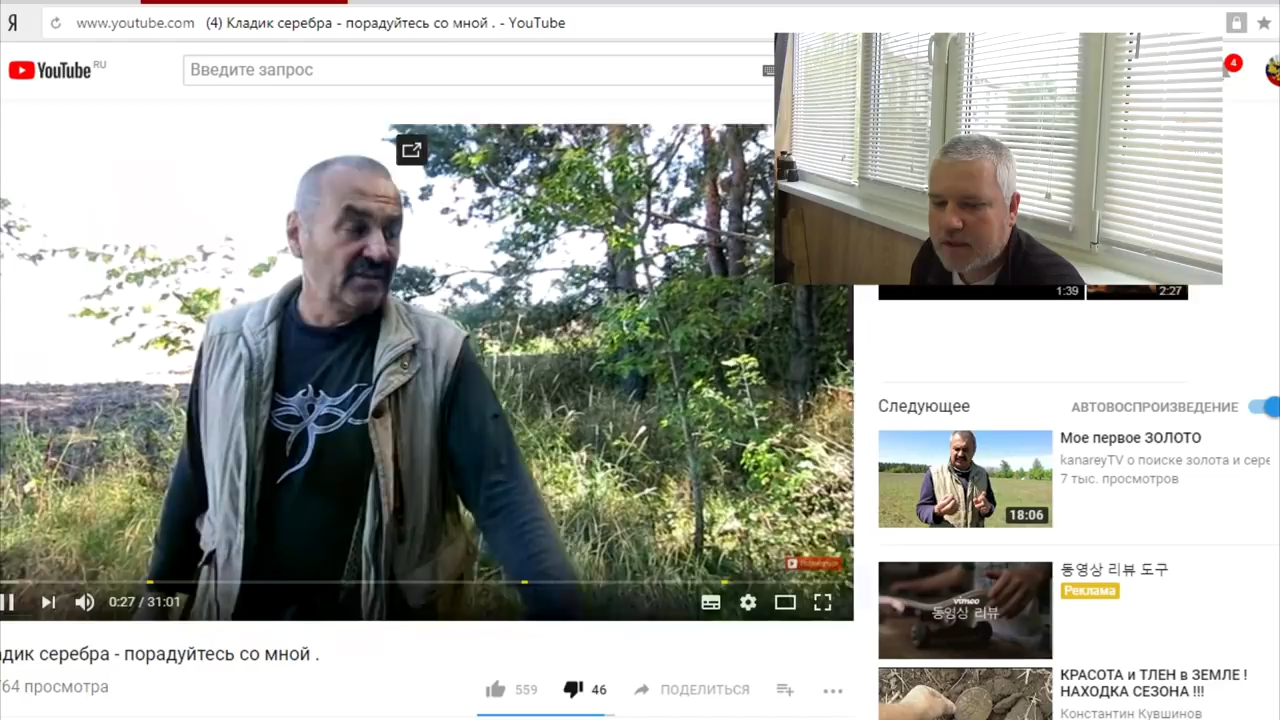 Я
www.youtube.com (4) Кладик серебра - порадуйтесь со мной . - YouTube
YouTube RU
Введите запрос
4
1:39
2:27
Следующее
АВТОВОСПРОИЗВЕДЕНИЕ
Мое первое ЗОЛОТО
kanareyTV о поиске золота и сере
7 тыс. просмотров
18:06
동영상 리뷰 도구
Реклама
vimeo
동영상 리뷰
КРАСОТА и ТЛЕН в ЗЕМЛЕ !
НАХОДКА СЕЗОНА !!!
Константин Кувшинов
0:27 / 31:01
адик серебра - порадуйтесь со мной .
764 просмотра
559
46
ПОДЕЛИТЬСЯ